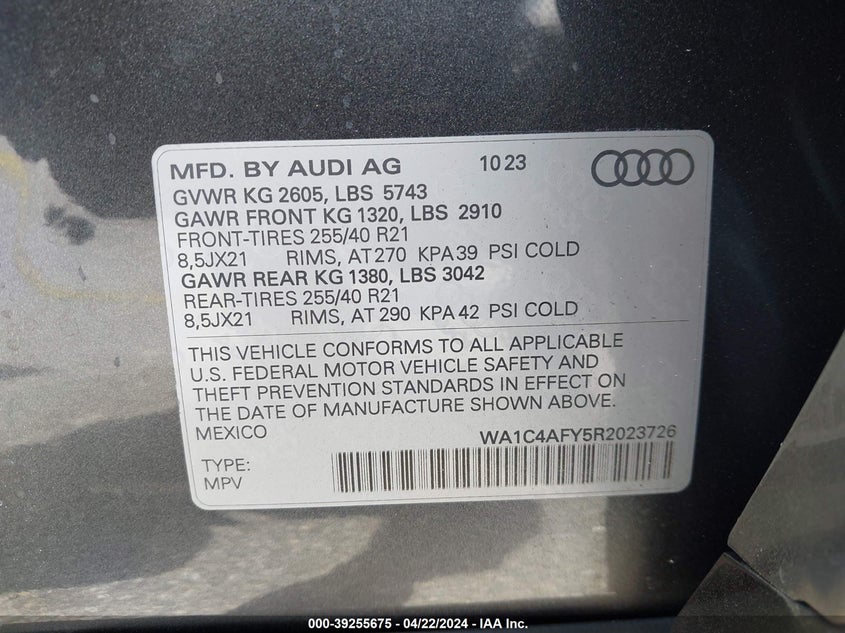 MFD. BY AUDI AG 10 23
GVWR KG 2605, LBS 5743
GAWR FRONT KG 1320, LBS 2910
FRONT-TIRES 255/40 R21
8,5JX21 RIMS, AT 270 KPA 39 PSI COLD
GAWR REAR KG 1380, LBS 3042
REAR-TIRES 255/40 R21
8,5JX21 RIMS, AT 290 KPA 42 PSI COLD
THIS VEHICLE CONFORMS TO ALL APPLICABLE
U.S. FEDERAL MOTOR VEHICLE SAFETY AND
THEFT PREVENTION STANDARDS IN EFFECT ON
THE DATE OF MANUFACTURE SHOWN ABOVE.
MEXICO WA1C4AFY5R2023726
TYPE:
MPV
000-39255675 - 04/22/2024 - IAA Inc.